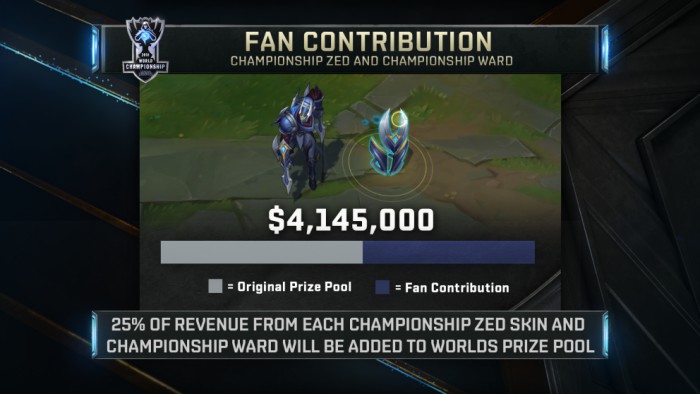 FAN CONTRIBUTION
CHAMPIONSHIP ZED AND CHAMPIONSHIP WARD
WORLD
CHAMPIONSHIP
$4,145,000
= Original Prize Pool
= Fan Contribution
25% OF REVENUE FROM EACH CHAMPIONSHIP ZED SKIN AND
CHAMPIONSHIP WARD WILL BE ADDED TO WORLDS PRIZE POOL